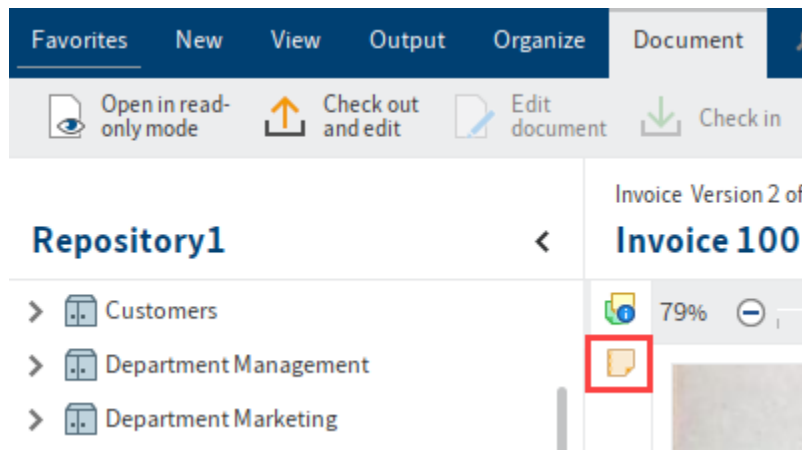 Favorites New View Output Organize Document
Open in read-only mode
Check out and edit
Edit document
Check in
Invoice Version 2 of
Repository1
Invoice 100
Customers
79%
Department Management
Department Marketing